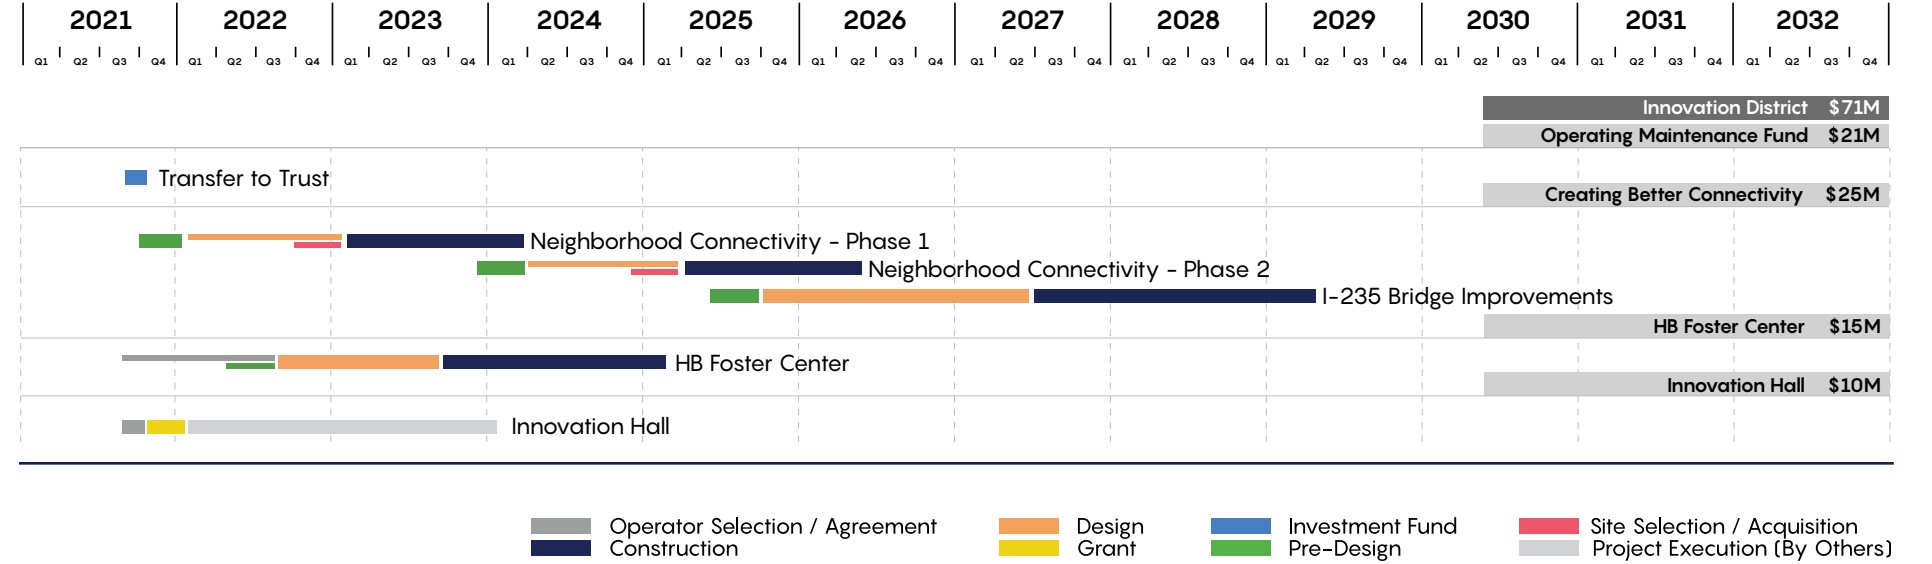 2021 2022 2023 2024 2025 2026 2027 2028 2029 2030 2031 2032
Q1 Q2 Q3 Q4 Q1 Q2 Q3 Q4 Q1 Q2 Q3 Q4 Q1 Q2 Q3 Q4 Q1 Q2 Q3 Q4 Q1 Q2 Q3 Q4 Q1 Q2 Q3 Q4 Q1 Q2 Q3 Q4 Q1 Q2 Q3 Q4 Q1 Q2 Q3 Q4 Q1 Q2 Q3 Q4 Q1 Q2 Q3 Q4
Innovation District $71M
Operating Maintenance Fund $21M
Transfer to Trust
Creating Better Connectivity $25M
Neighborhood Connectivity - Phase 1
Neighborhood Connectivity - Phase 2
I-235 Bridge Improvements
HB Foster Center $15M
HB Foster Center
Innovation Hall $10M
Innovation Hall
Operator Selection / Agreement Design Investment Fund Site Selection / Acquisition
Construction Grant Pre-Design Project Execution (By Others)